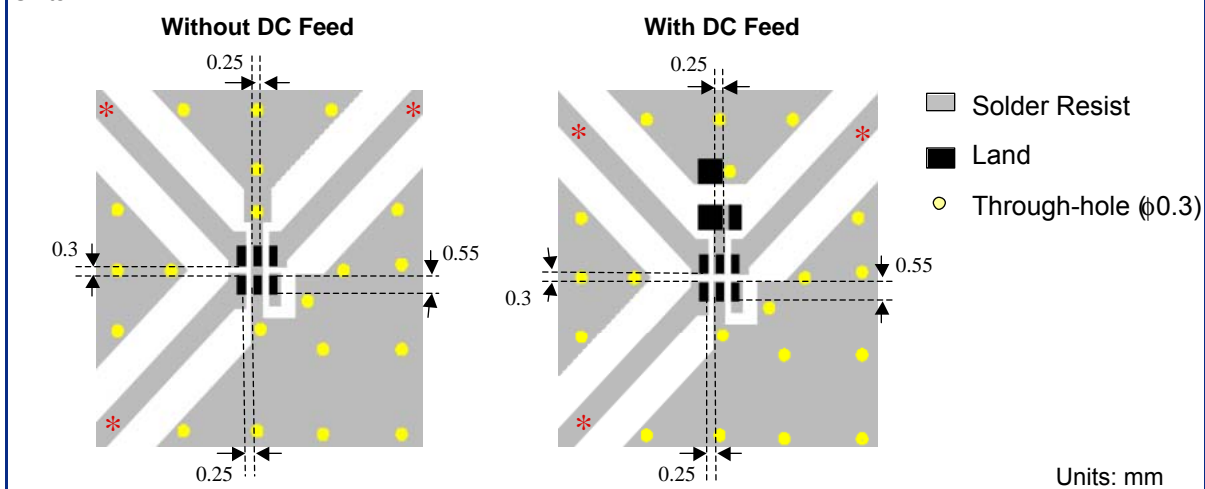 Without DC Feed
With DC Feed
0.25
0.25
*
*
*
*
Solder Resist
Land
Through-hole (ϕ0.3)
0.3
0.55
0.3
0.55
*
*
0.25
0.25
Units: mm